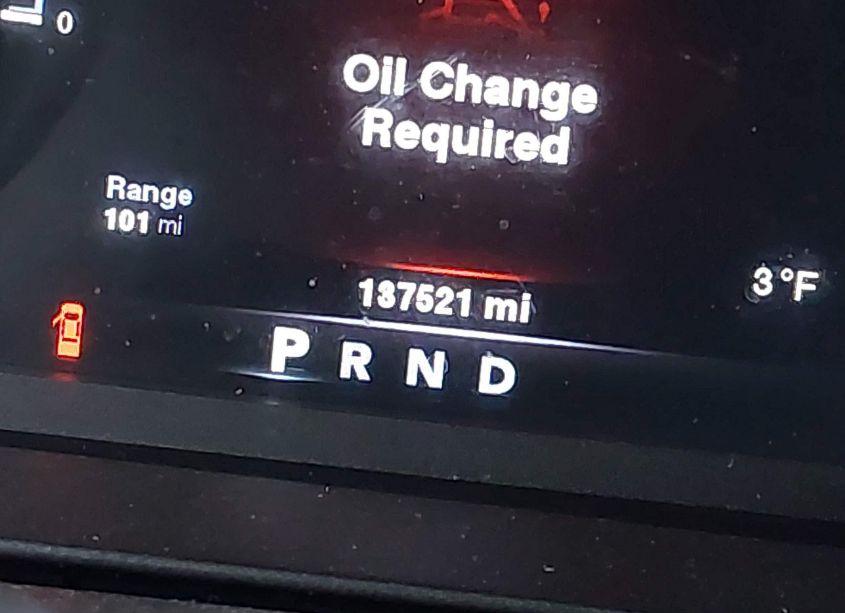 0
Oil Change
Required
Range
101 mi
137521 mi
3°F
P R N D